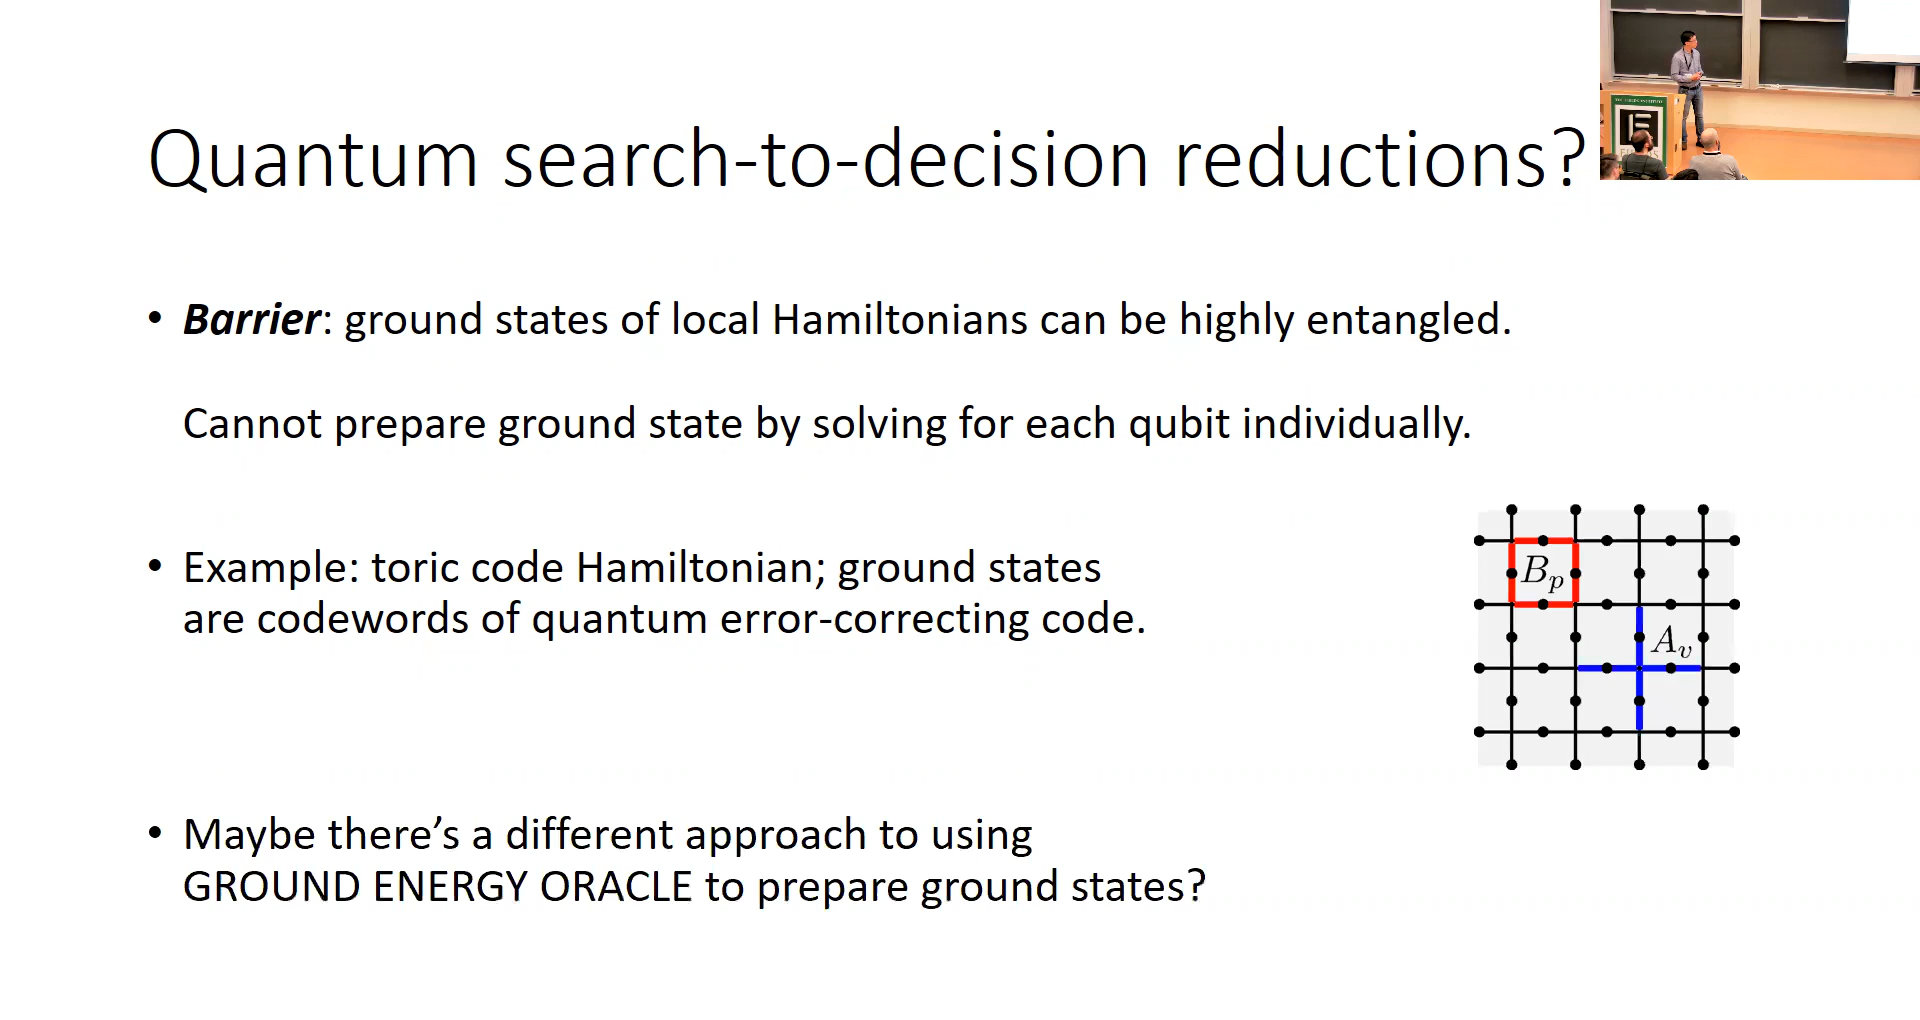 Quantum search-to-decision reductions?
• Barrier: ground states of local Hamiltonians can be highly entangled.
Cannot prepare ground state by solving for each qubit individually.
• Example: toric code Hamiltonian; ground states
are codewords of quantum error-correcting code.
B_p
A_v
• Maybe there's a different approach to using
GROUND ENERGY ORACLE to prepare ground states?